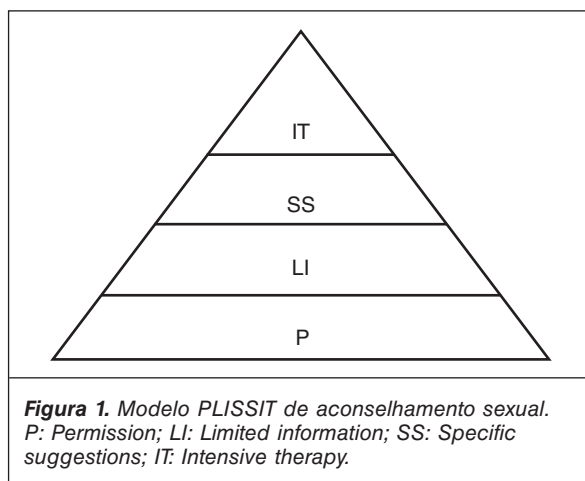 IT
SS
LI
P
Figura 1. Modelo PLISSIT de aconselhamento sexual.
P: Permission; LI: Limited information; SS: Specific
suggestions; IT: Intensive therapy.